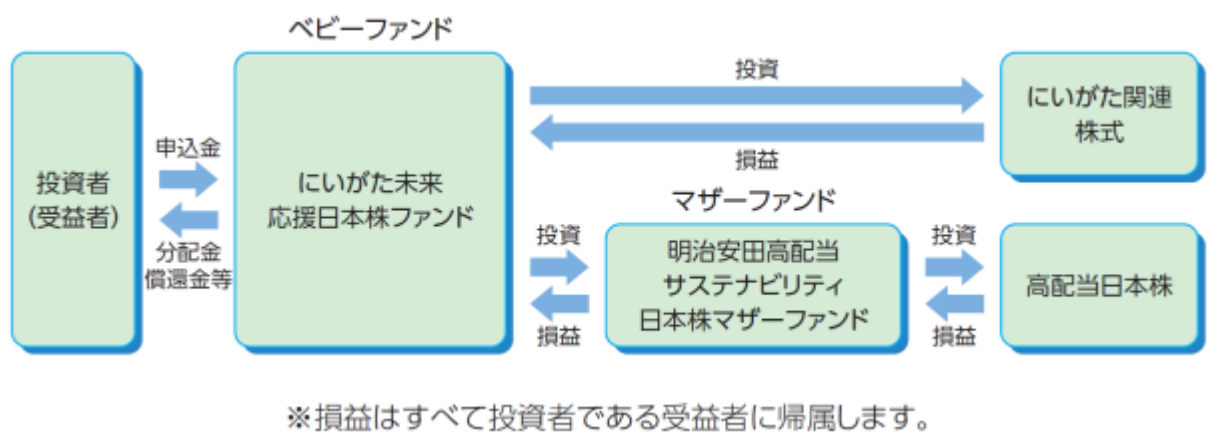 ベビーファンド
投資者
(受益者)
申込金
分配金
償還金等
にいがた未来
応援日本株ファンド
投資
損益
にいがた関連
株式
マザーファンド
投資
損益
明治安田高配当
サステナビリティ
日本株マザーファンド
投資
損益
高配当日本株
※損益はすべて投資者である受益者に帰属します。